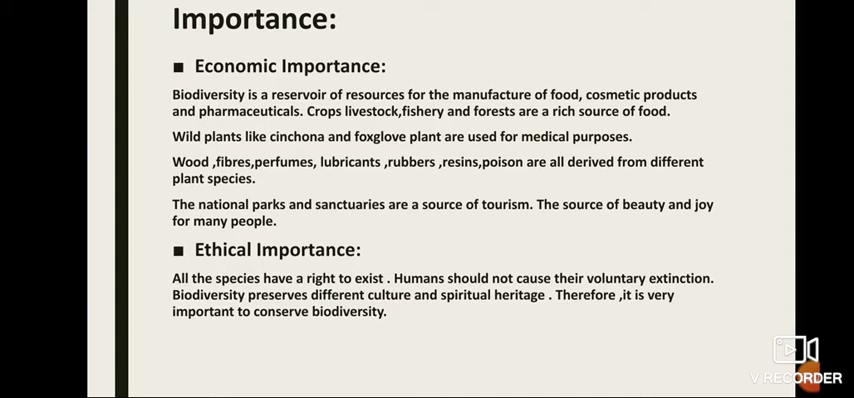 Importance:
■ Economic Importance:
Biodiversity is a reservoir of resources for the manufacture of food, cosmetic products
and pharmaceuticals. Crops livestock,fishery and forests are a rich source of food.
Wild plants like cinchona and foxglove plant are used for medical purposes.
Wood ,fibres,perfumes, lubricants ,rubbers ,resins,poison are all derived from different
plant species.
The national parks and sanctuaries are a source of tourism. The source of beauty and joy
for many people.
■ Ethical Importance:
All the species have a right to exist . Humans should not cause their voluntary extinction.
Biodiversity preserves different culture and spiritual heritage . Therefore ,it is very
important to conserve biodiversity.
V RECORDER